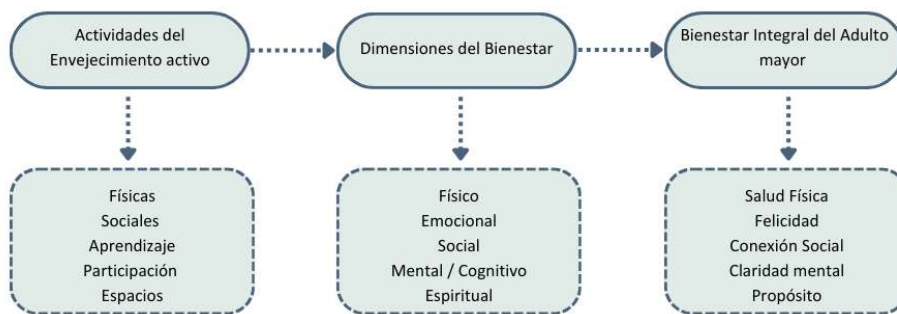 Actividades del
Envejecimiento activo
Dimensiones del Bienestar
Bienestar Integral del Adulto
mayor
Físicas
Sociales
Aprendizaje
Participación
Espacios
Físico
Emocional
Social
Mental / Cognitivo
Espiritual
Salud Física
Felicidad
Conexión Social
Claridad mental
Propósito